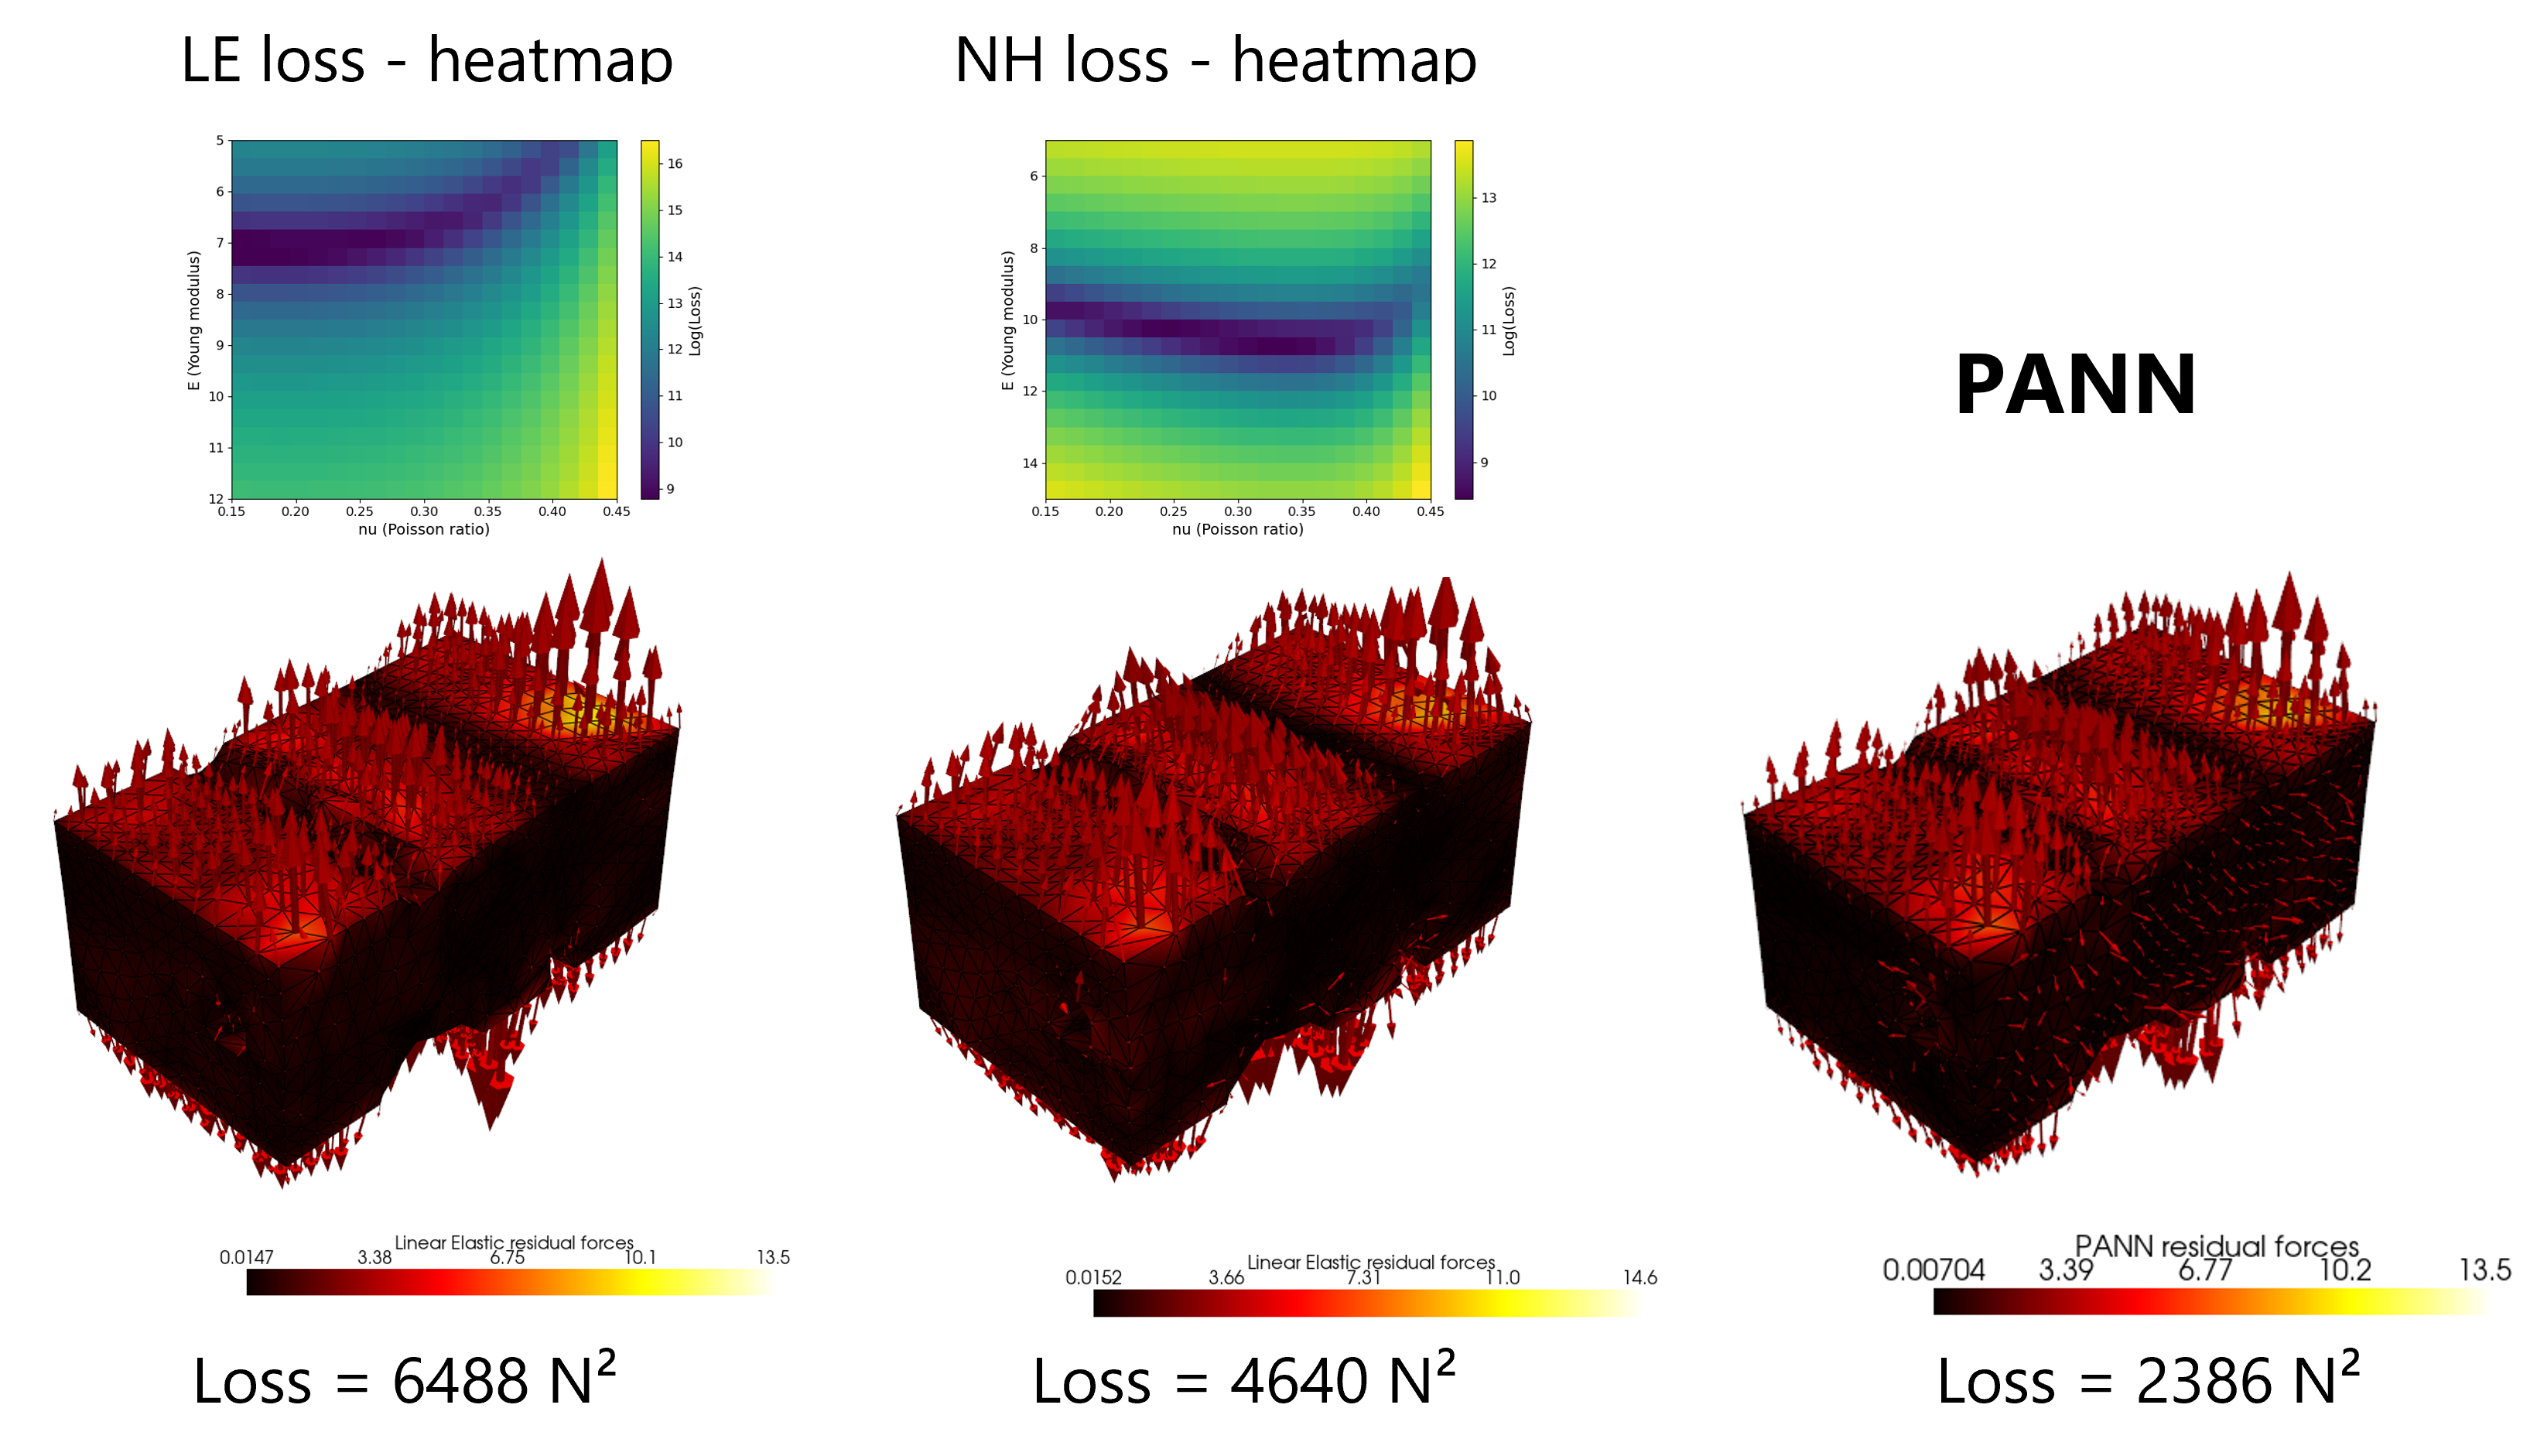 LE loss - heatmap
NH loss - heatmap
5
6
7
8
9
10
11
12
E (Young modulus)
0.15 0.20 0.25 0.30 0.35 0.40 0.45
nu (Poisson ratio)
16
15
14
13
12
11
10
9
Log(Loss)
6
8
10
12
14
E (Young modulus)
0.15 0.20 0.25 0.30 0.35 0.40 0.45
nu (Poisson ratio)
13
12
11
10
9
Log(Loss)
PANN
Linear Elastic residual forces
0.0147 3.38 6.75 10.1 13.5
Linear Elastic residual forces
0.0152 3.66 7.31 11.0 14.6
PANN residual forces
0.00704 3.39 6.77 10.2 13.5
Loss = 6488 N²
Loss = 4640 N²
Loss = 2386 N²